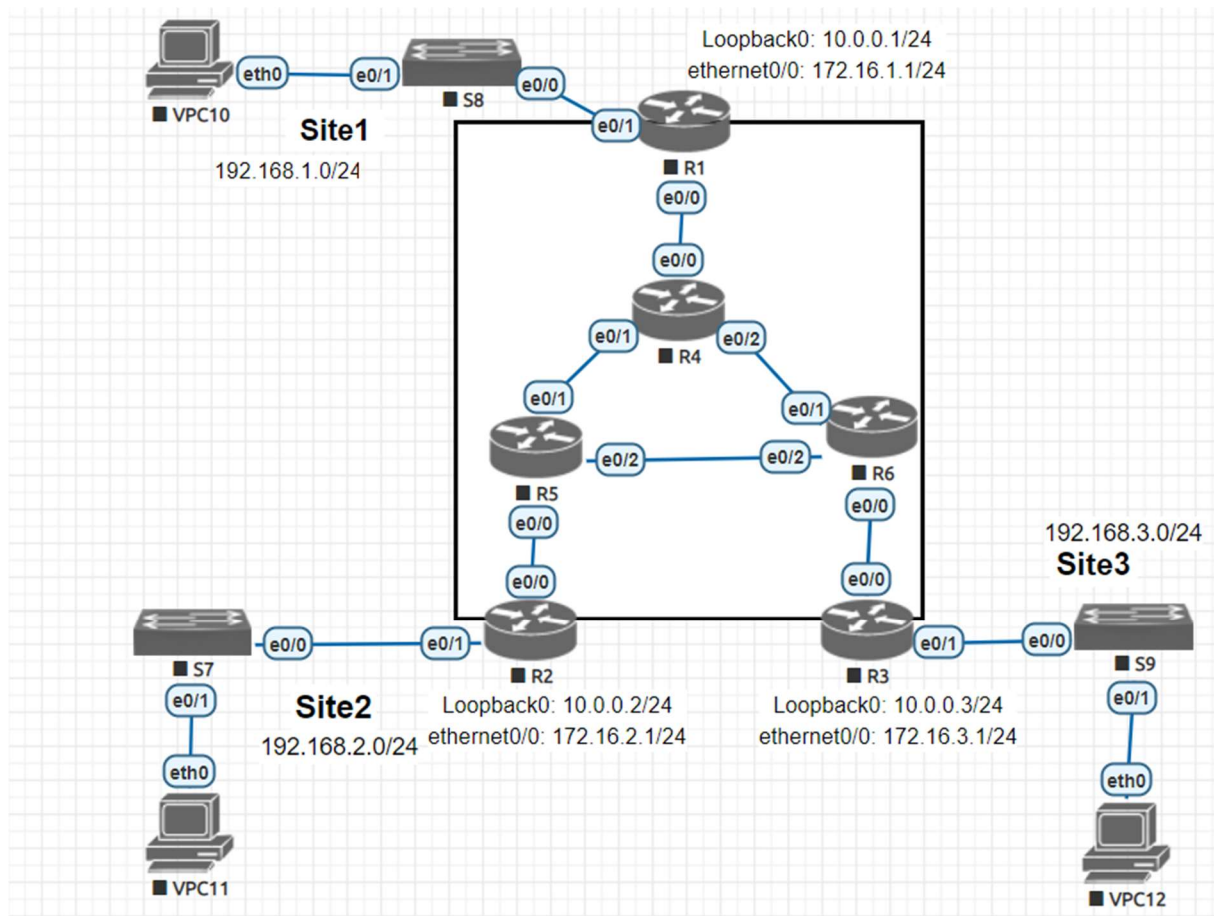 Loopback0: 10.0.0.1/24
ethernet0/0: 172.16.1.1/24
eth0
e0/1
e0/0
S8
VPC10
Site1
192.168.1.0/24
e0/1
R1
e0/0
e0/0
R4
e0/1
e0/2
e0/1
e0/1
e0/2
e0/2
R5
R6
e0/0
e0/0
192.168.3.0/24
Site3
e0/0
e0/0
S7
e0/0
e0/1
R2
R3
e0/1
e0/0
S9
e0/1
Site2
192.168.2.0/24
Loopback0: 10.0.0.2/24
ethernet0/0: 172.16.2.1/24
Loopback0: 10.0.0.3/24
ethernet0/0: 172.16.3.1/24
e0/1
eth0
eth0
VPC11
VPC12